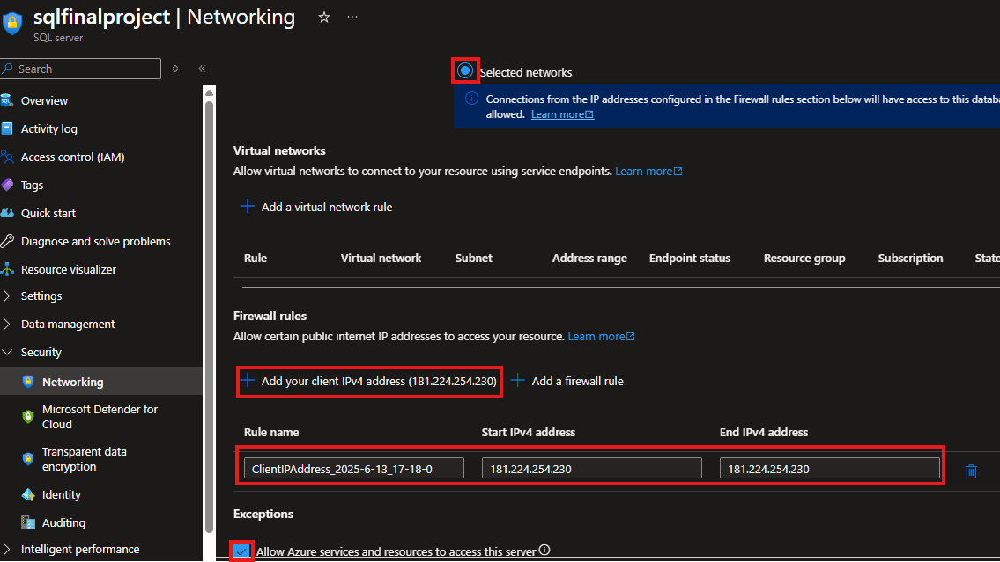 sqlfinalproject | Networking
SQL server
Search
Overview
Activity log
Access control (IAM)
Tags
Quick start
Diagnose and solve problems
Resource visualizer
Settings
Data management
Security
Networking
Microsoft Defender for
Cloud
Transparent data
encryption
Identity
Auditing
Intelligent performance
Selected networks
Connections from the IP addresses configured in the Firewall rules section below will have access to this
allowed. Learn more
Virtual networks
Allow virtual networks to connect to your resource using service endpoints. Learn more
Add a virtual network rule
Rule Virtual network Subnet Address range Endpoint status Resource group Subscription State
Firewall rules
Allow certain public internet IP addresses to access your resource. Learn more
Add your client IPv4 address (181.224.254.230) Add a firewall rule
Rule name Start IPv4 address End IPv4 address
ClientIPAddress_2025-6-13_17-18-0 181.224.254.230 181.224.254.230
Exceptions
Allow Azure services and resources to access this server